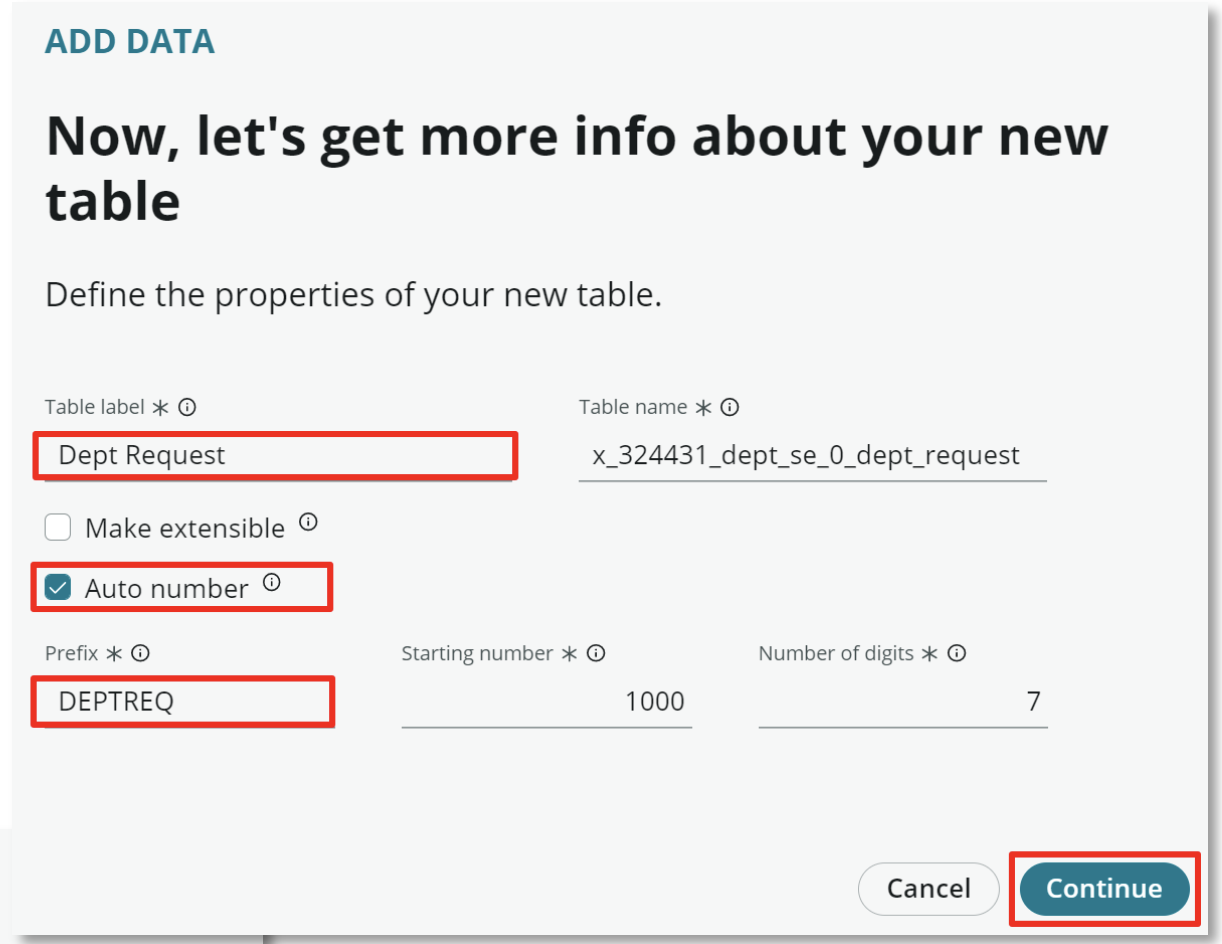 ADD DATA
Now, let's get more info about your new
table
Define the properties of your new table.
Table label * Table name *
Dept Request x_324431_dept_se_0_dept_request
Make extensible
Auto number
Prefix * Starting number * Number of digits *
DEPTREQ 1000 7
Cancel Continue